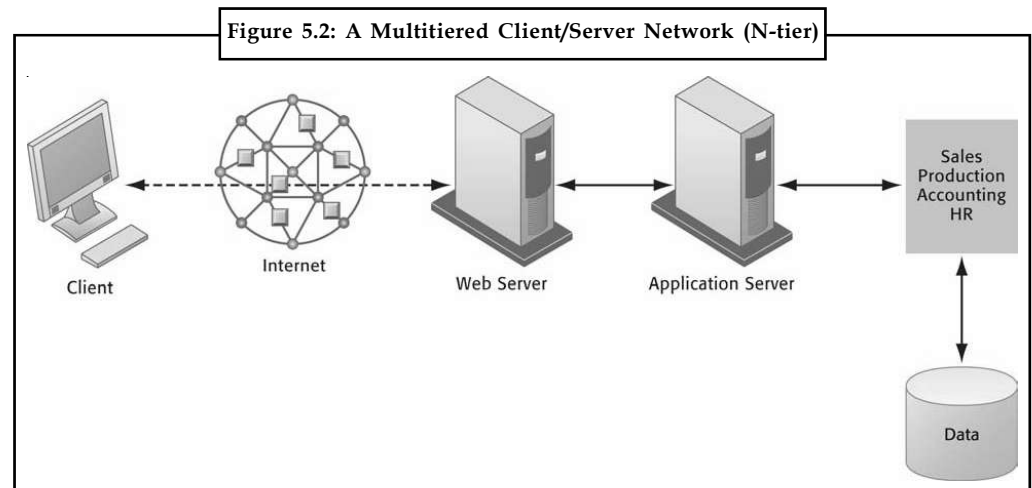 Figure 5.2: A Multitiered Client/Server Network (N-tier)
Sales
Production
Accounting
HR
Internet
Client
Web Server
Application Server
Data